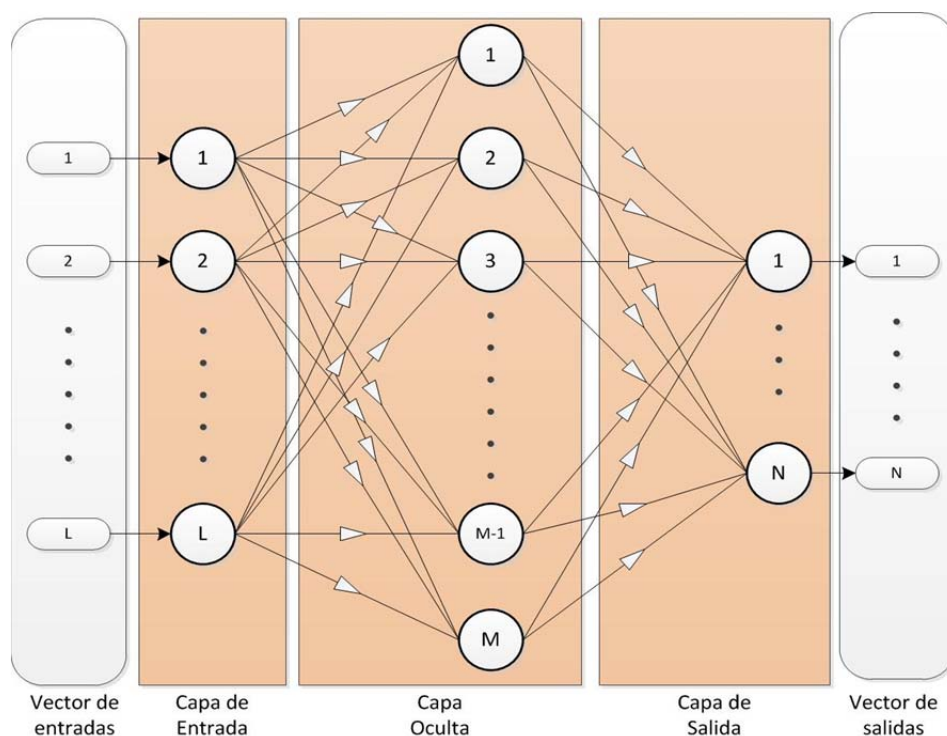 1
2
L
1
2
L
1
2
3
M-1
M
1
N
1
N
Vector de
entradas
Capa de
Entrada
Capa
Oculta
Capa de
Salida
Vector de
salidas